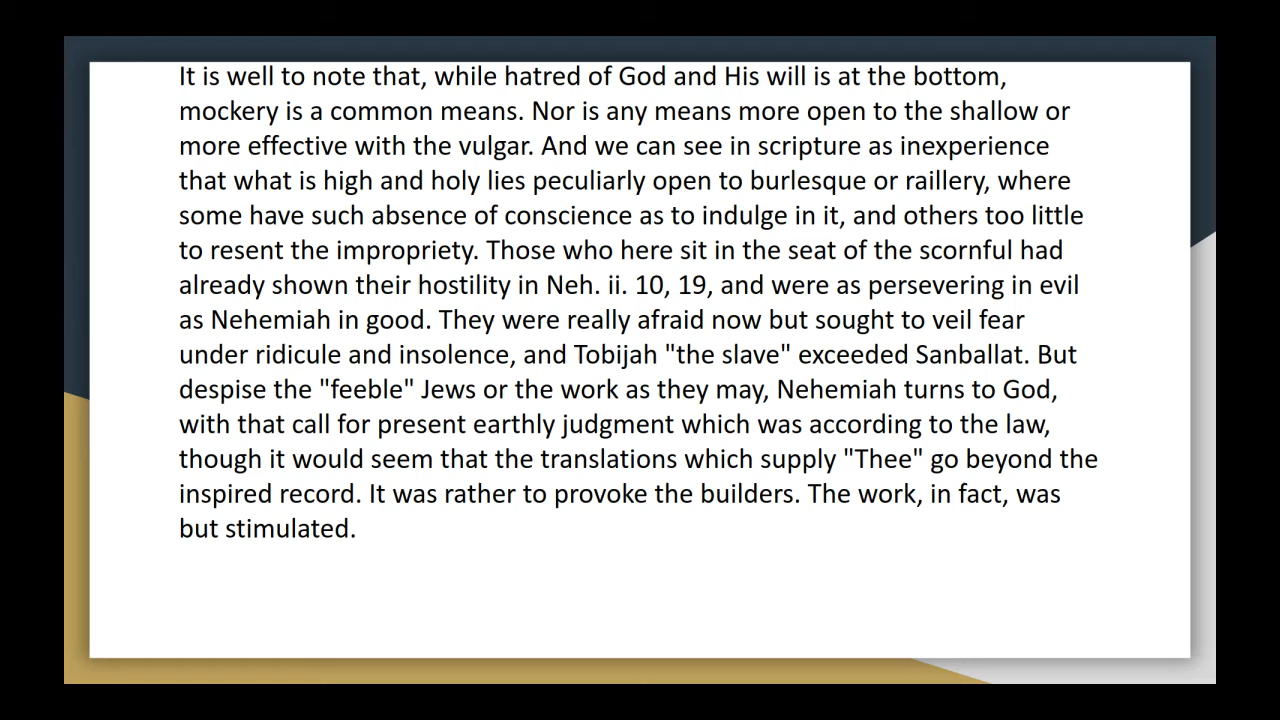 It is well to note that, while hatred of God and His will is at the bottom,
mockery is a common means. Nor is any means more open to the shallow or
more effective with the vulgar. And we can see in scripture as inexperience
that what is high and holy lies peculiarly open to burlesque or raillery, where
some have such absence of conscience as to indulge in it, and others too little
to resent the impropriety. Those who here sit in the seat of the scornful had
already shown their hostility in Neh. ii. 10, 19, and were as persevering in evil
as Nehemiah in good. They were really afraid now but sought to veil fear
under ridicule and insolence, and Tobijah "the slave" exceeded Sanballat. But
despise the "feeble" Jews or the work as they may, Nehemiah turns to God,
with that call for present earthly judgment which was according to the law,
though it would seem that the translations which supply "Thee" go beyond the
inspired record. It was rather to provoke the builders. The work, in fact, was
but stimulated.